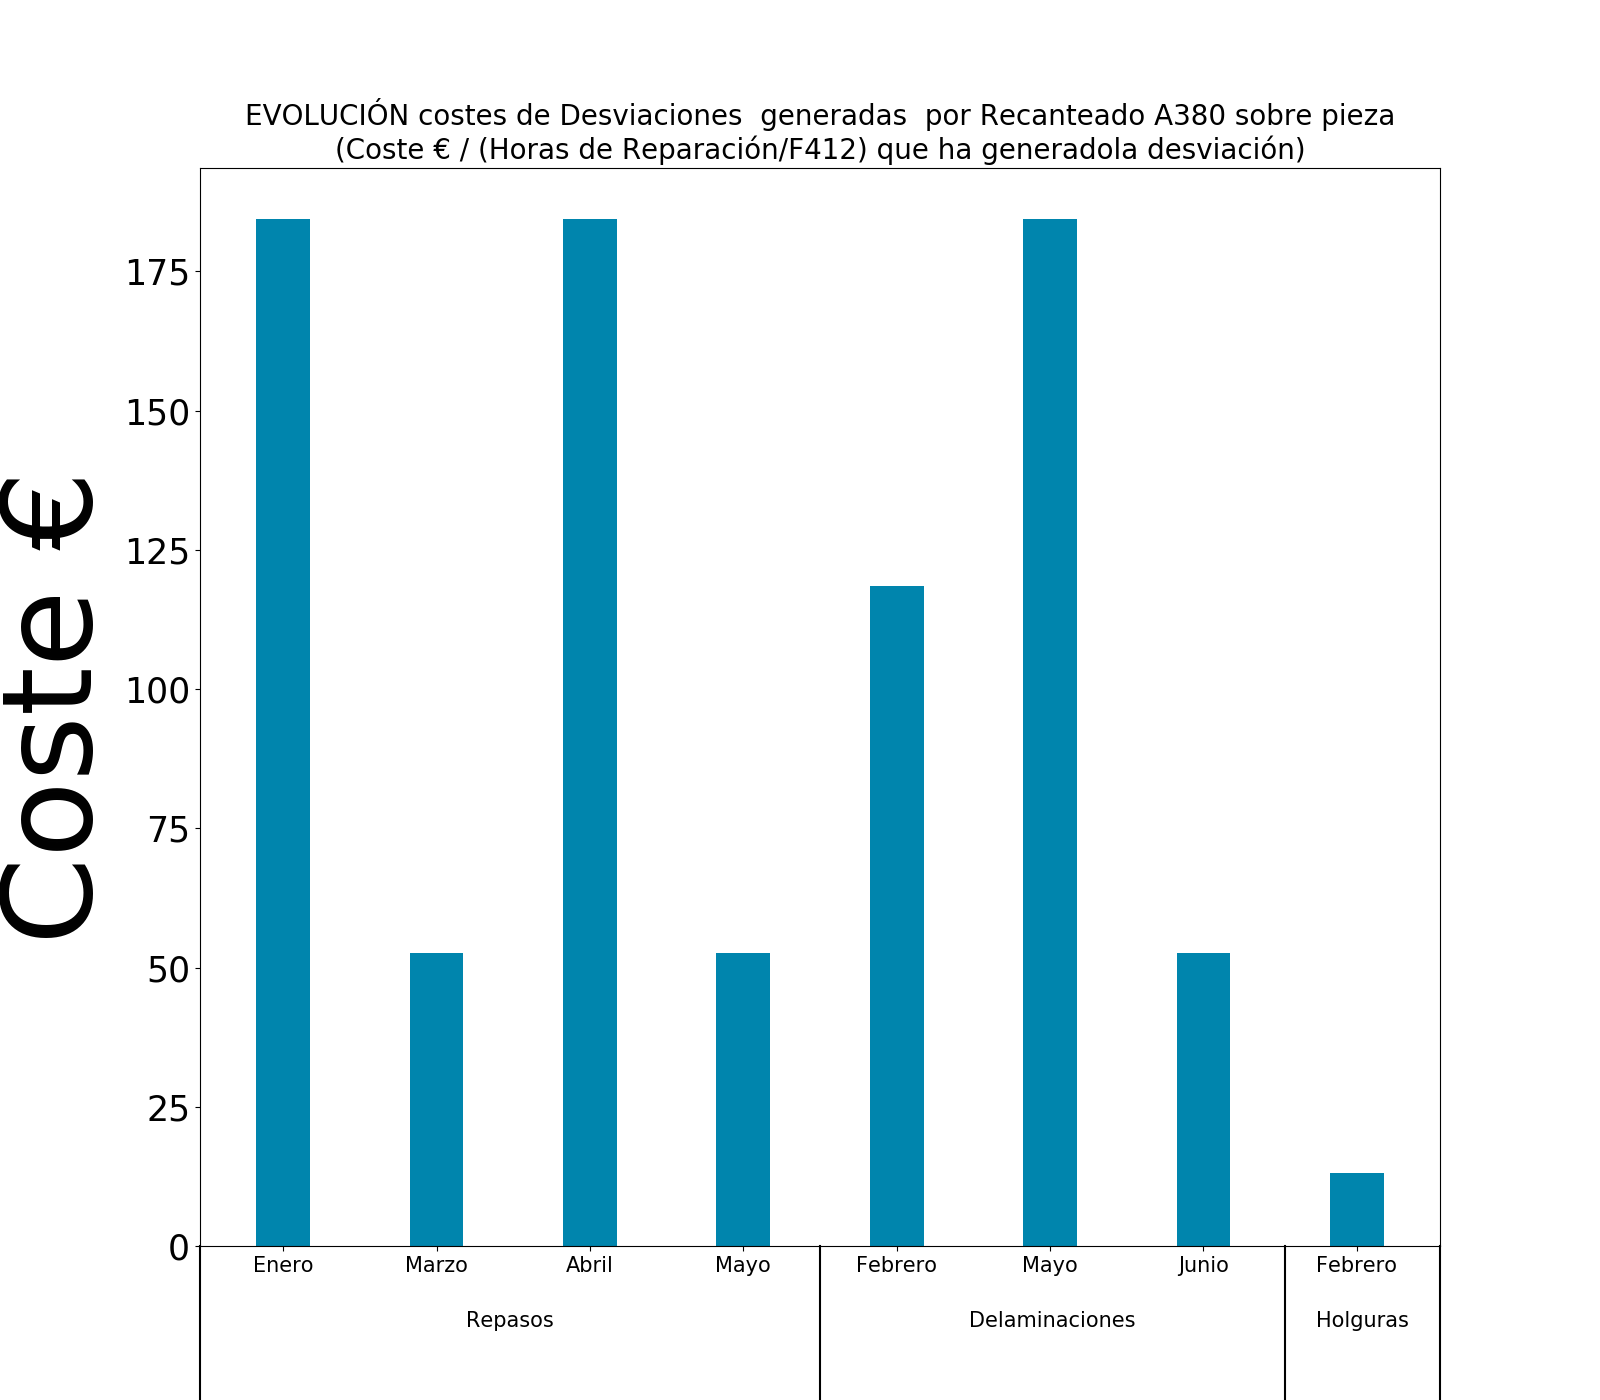 EVOLUCIÓN costes de Desviaciones  generadas  por Recanteado A380 sobre pieza
(Coste € / (Horas de Reparación/F412) que ha generadola desviación)
Coste €
175
150
125
100
75
50
25
0
Enero Marzo Abril Mayo Febrero Mayo Junio Febrero
Repasos Delaminaciones Holguras